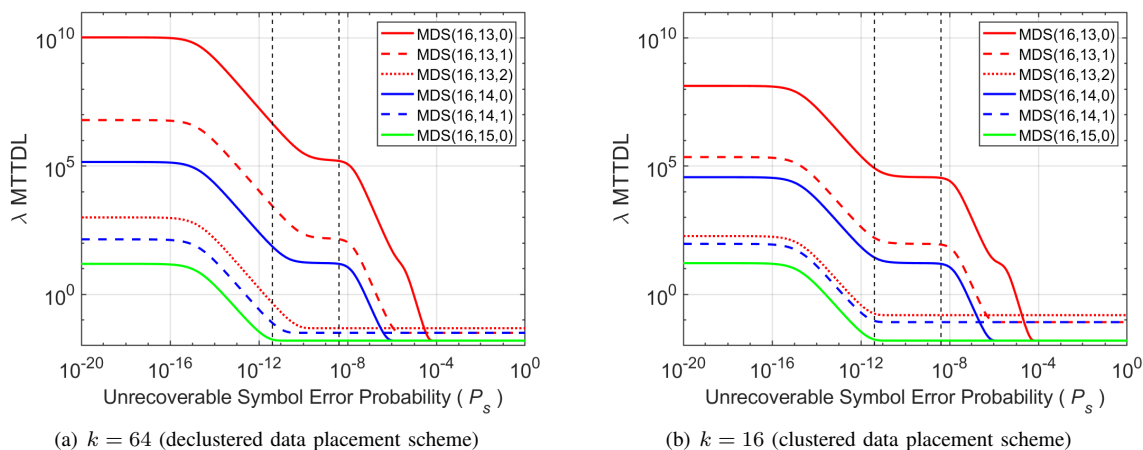 λ MTTDL
10^10
10^5
10^0
MDS(16,13,0)
MDS(16,13,1)
MDS(16,13,2)
MDS(16,14,0)
MDS(16,14,1)
MDS(16,15,0)
10^-20 10^-16 10^-12 10^-8 10^-4 10^0
Unrecoverable Symbol Error Probability ( P_s )
(a) k = 64 (declustered data placement scheme)
λ MTTDL
10^10
10^5
10^0
MDS(16,13,0)
MDS(16,13,1)
MDS(16,13,2)
MDS(16,14,0)
MDS(16,14,1)
MDS(16,15,0)
10^-20 10^-16 10^-12 10^-8 10^-4 10^0
Unrecoverable Symbol Error Probability ( P_s )
(b) k = 16 (clustered data placement scheme)